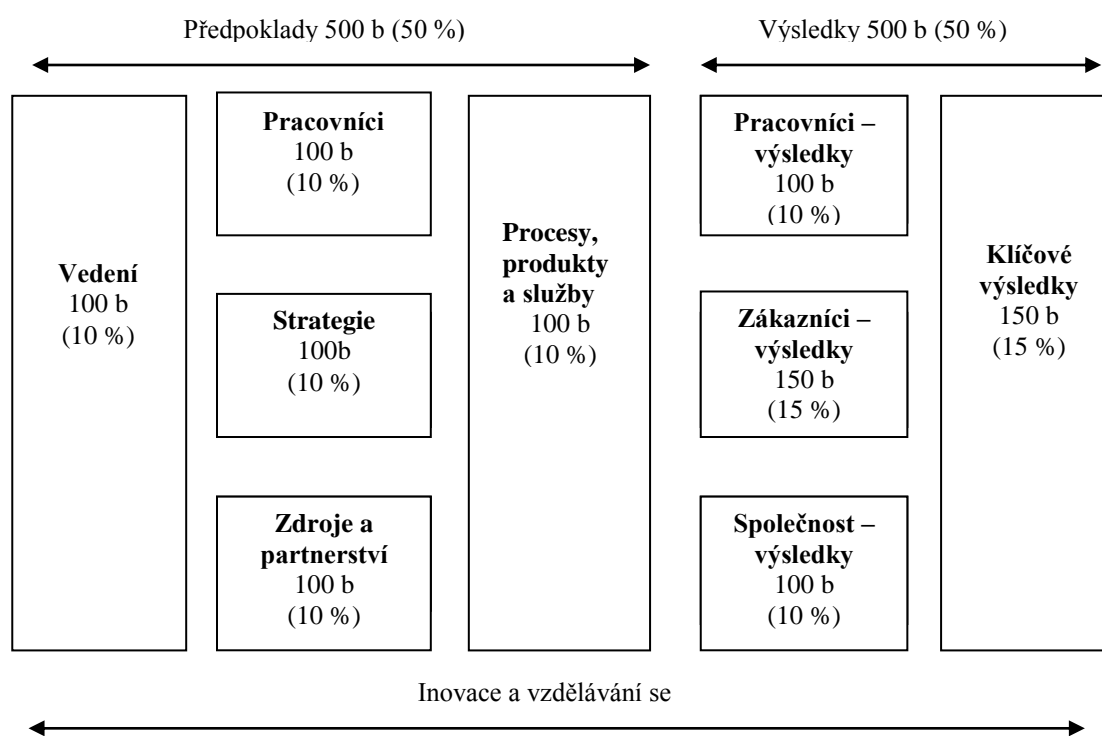 Předpoklady 500 b (50 %)
Výsledky 500 b (50 %)
Vedení
100 b
(10 %)
Pracovníci
100 b
(10 %)
Strategie
100b
(10 %)
Zdroje a
partnerství
100 b
(10 %)
Procesy,
produkty
a služby
100 b
(10 %)
Pracovníci –
výsledky
100 b
(10 %)
Zákazníci –
výsledky
150 b
(15 %)
Společnost –
výsledky
100 b
(10 %)
Klíčové
výsledky
150 b
(15 %)
Inovace a vzdělávání se